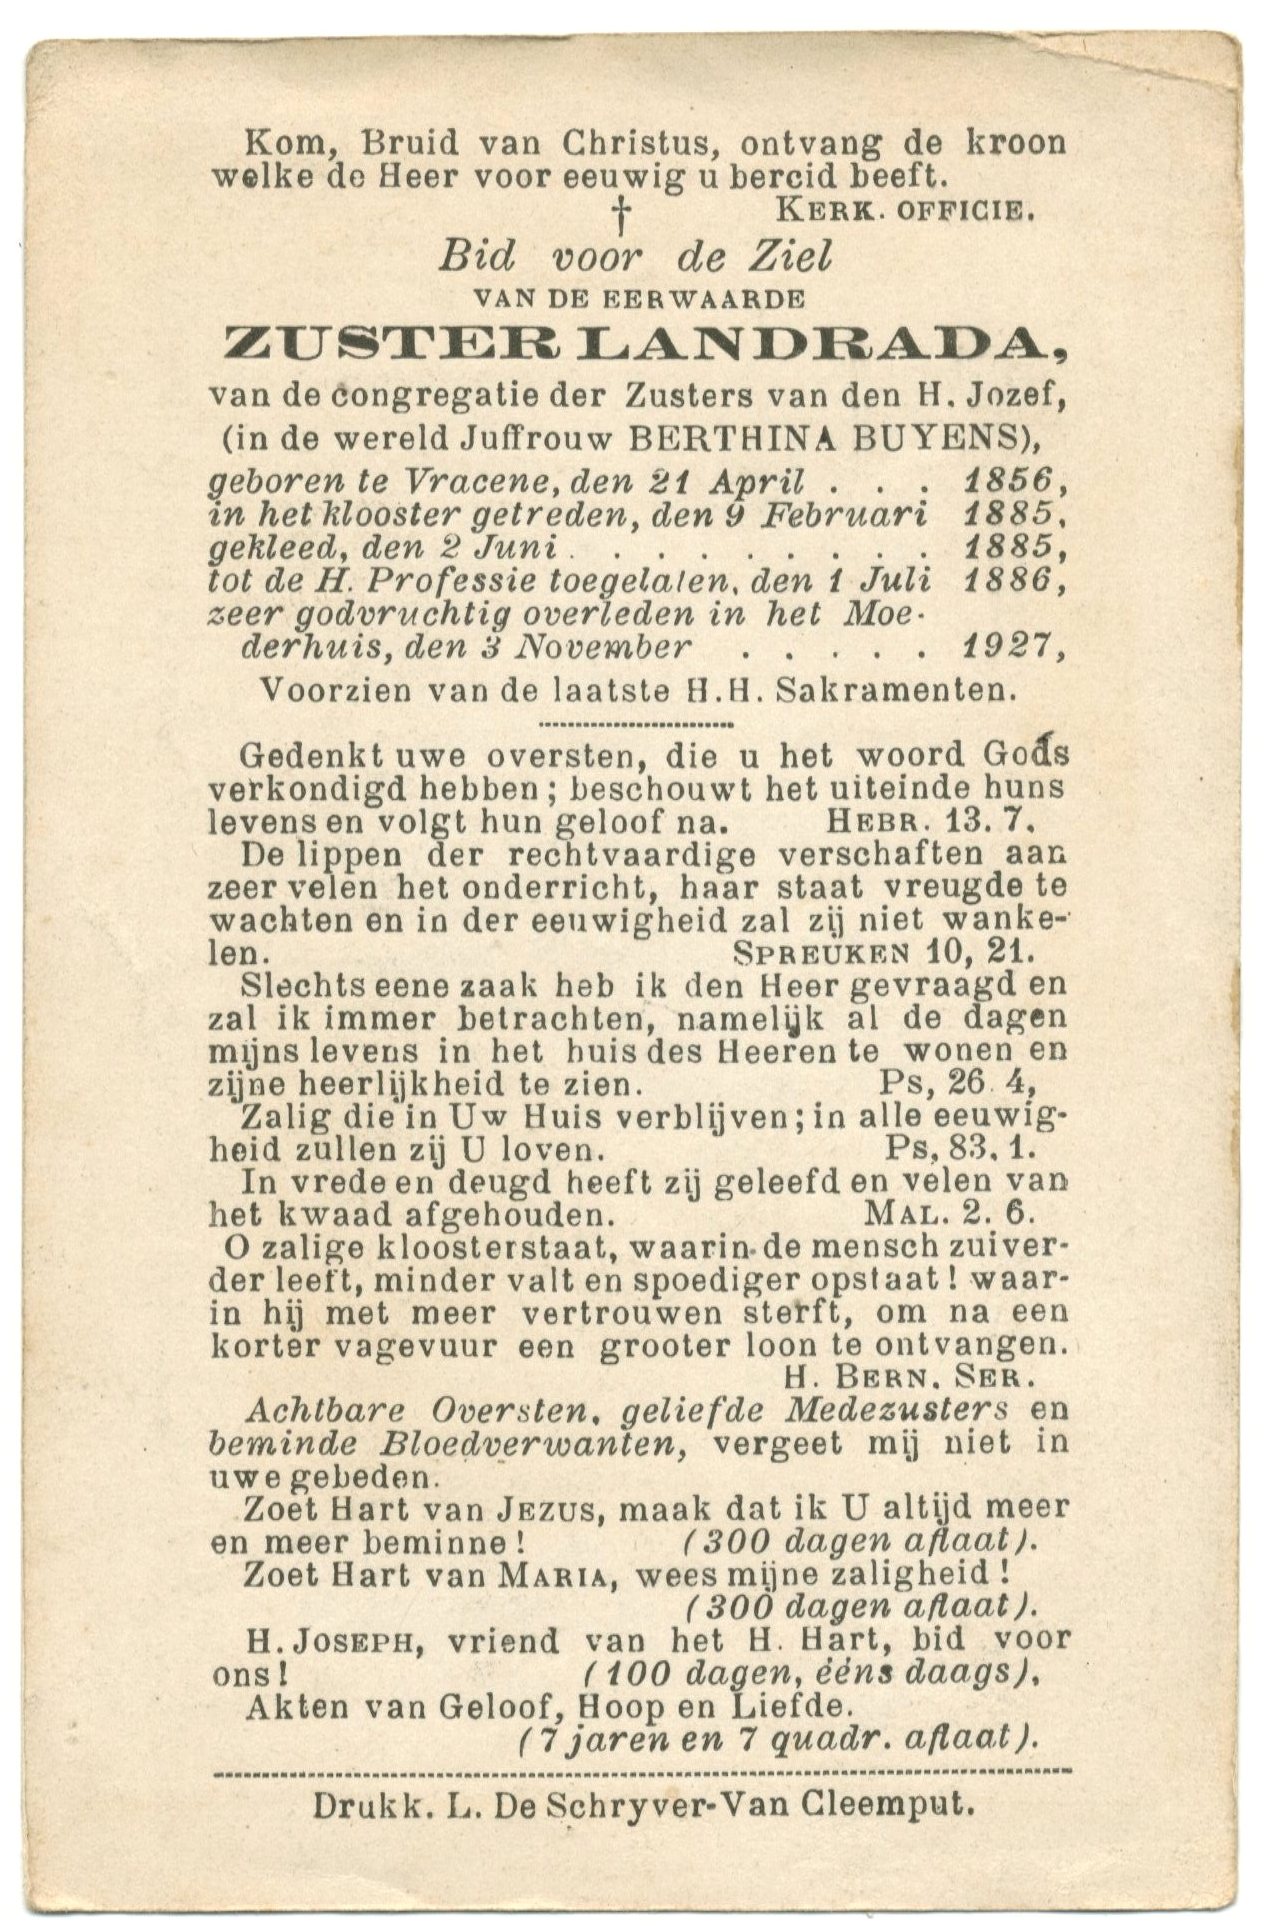 Kom, Bruid van Christus, ontvang de kroon
welke de Heer voor eeuwig u bereid beeft.
† KERK. OFFICIE.
Bid voor de Ziel
VAN DE EERWAARDE
ZUSTER LANDRADA,
van de congregatie der Zusters van den H. Jozef,
(in de wereld Juffrouw BERTHINA BUYENS),
geboren te Vracene, den 21 April . . . 1856,
in het klooster getreden, den 9 Februari 1885,
gekleed, den 2 Juni . . . . . . . . . 1885,
tot de H. Professie toegelaten, den 1 Juli 1886,
zeer godvruchtig overleden in het Moe-
derhuis, den 3 November . . . . . . 1927,
Voorzien van de laatste H.H. Sakramenten.
Gedenkt uwe oversten, die u het woord Gods
verkondigd hebben; beschouwt het uiteinde huns
levens en volgt hun geloof na. HEBR. 13. 7.
De lippen der rechtvaardige verschaften aan
zeer velen het onderricht, haar staat vreugde te
wachten en in der eeuwigheid zal zij niet wanke-
len. SPREUKEN 10, 21.
Slechts eene zaak heb ik den Heer gevraagd en
zal ik immer betrachten, namelijk al de dagen
mijns levens in het huis des Heeren te wonen en
zijne heerlijkheid te zien. Ps, 26. 4,
Zalig die in Uw Huis verblijven; in alle eeuwig-
heid zullen zij U loven. Ps, 83. 1.
In vrede en deugd heeft zij geleefd en velen van
het kwaad afgehouden. MAL. 2. 6.
O zalige kloosterstaat, waarin de mensch zuiver-
der leeft, minder valt en spoediger opstaat! waar-
in hij met meer vertrouwen sterft, om na een
korter vagevuur een grooter loon te ontvangen.
H. BERN. SER.
Achtbare Oversten, geliefde Medezusters en
beminde Bloedverwanten, vergeet mij niet in
uwe gebeden.
Zoet Hart van JEZUS, maak dat ik U altijd meer
en meer beminne! (300 dagen aflaat).
Zoet Hart van MARIA, wees mijne zaligheid!
(300 dagen aflaat).
H. JOSEPH, vriend van het H. Hart, bid voor
ons! (100 dagen, ééns daags),
Akten van Geloof, Hoop en Liefde.
(7 jaren en 7 quadr. aflaat).
Drukk. L. De Schryver-Van Cleemput.